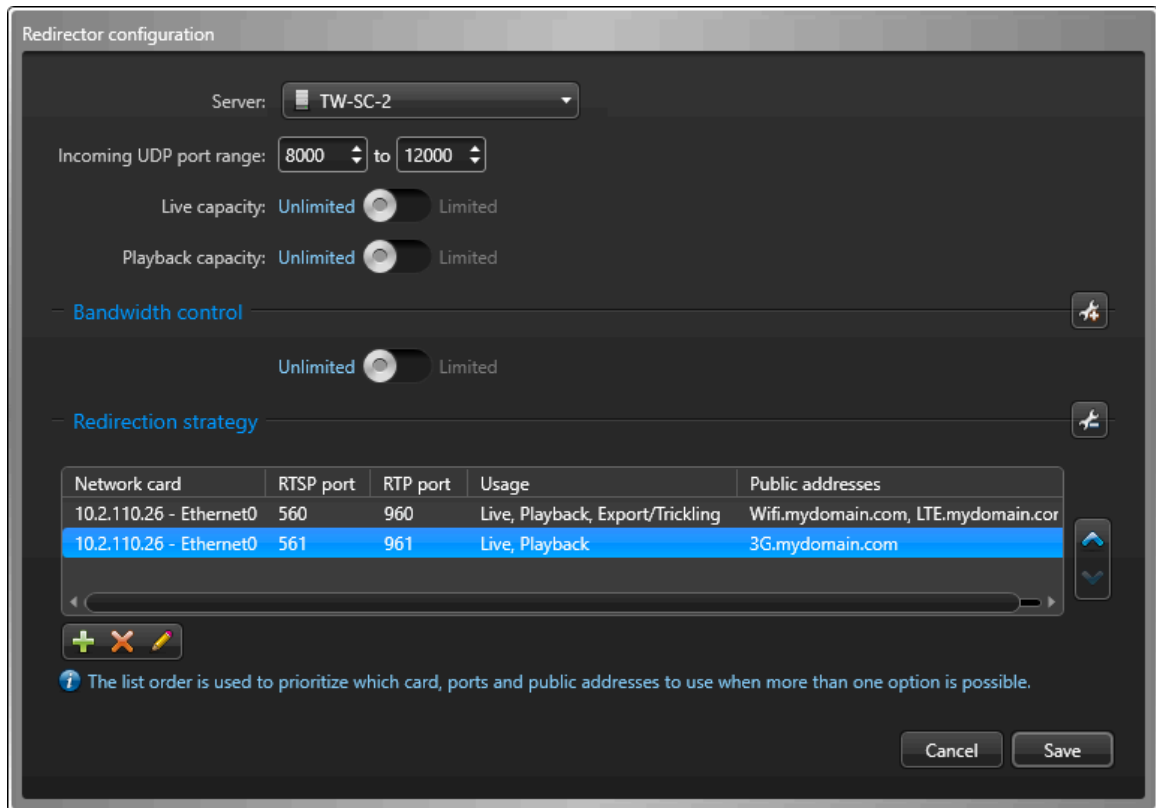 Redirector configuration
Server: TW-SC-2
Incoming UDP port range: 8000 to 12000
Live capacity: Unlimited Limited
Playback capacity: Unlimited Limited
Bandwidth control
Unlimited Limited
Redirection strategy
Network card RTSP port RTP port Usage Public addresses
10.2.110.26 - Ethernet0 560 960 Live, Playback, Export/Trickling Wifi.mydomain.com, LTE.mydomain.cor
10.2.110.26 - Ethernet0 561 961 Live, Playback 3G.mydomain.com
The list order is used to prioritize which card, ports and public addresses to use when more than one option is possible.
Cancel Save